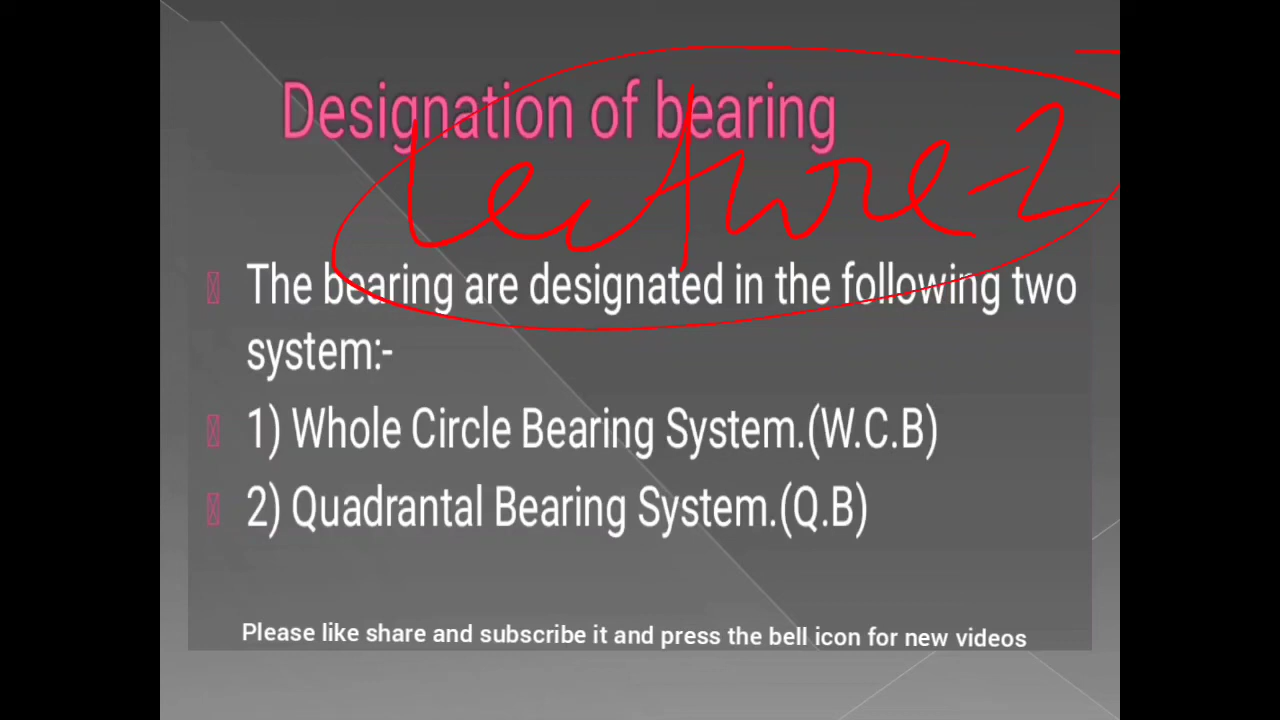 Designation of bearing
Lecture-2
The bearing are designated in the following two
system:-
1) Whole Circle Bearing System.(W.C.B)
2) Quadrantal Bearing System.(Q.B)
Please like share and subscribe it and press the bell icon for new videos